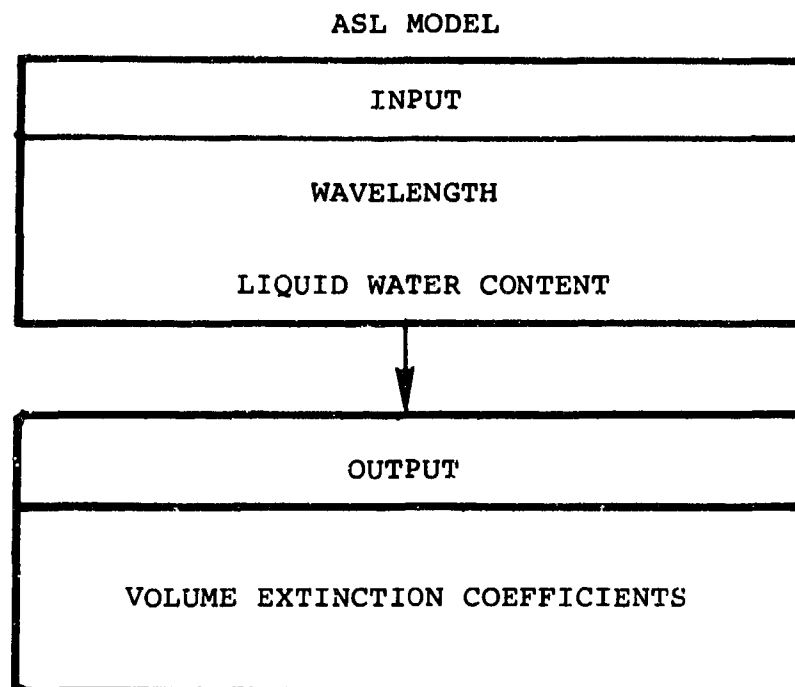 ASL MODEL
INPUT
WAVELENGTH
LIQUID WATER CONTENT
OUTPUT
VOLUME EXTINCTION COEFFICIENTS